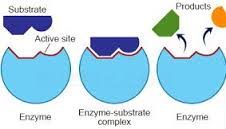 Substrate
Products
Active site
Enzyme
Enzyme-substrate
complex
Enzyme